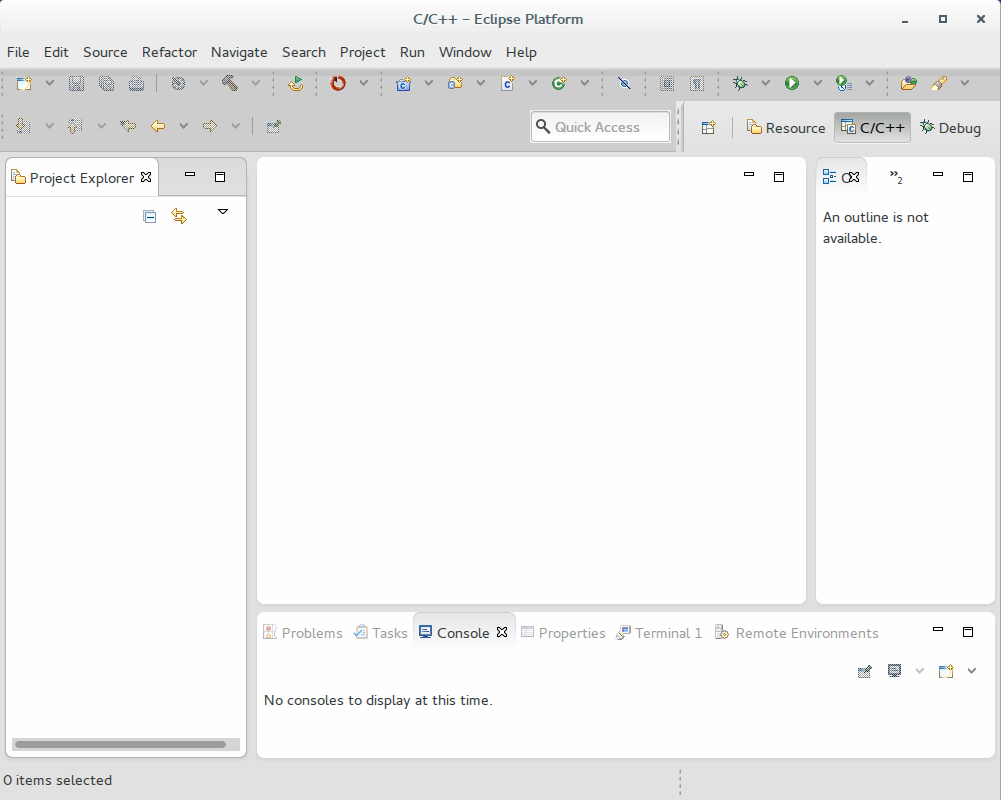 C/C++ – Eclipse Platform
File Edit Source Refactor Navigate Search Project Run Window Help
Quick Access
Resource C/C++ Debug
Project Explorer
»2
An outline is not
available.
Problems Tasks Console Properties Terminal 1 Remote Environments
No consoles to display at this time.
0 items selected